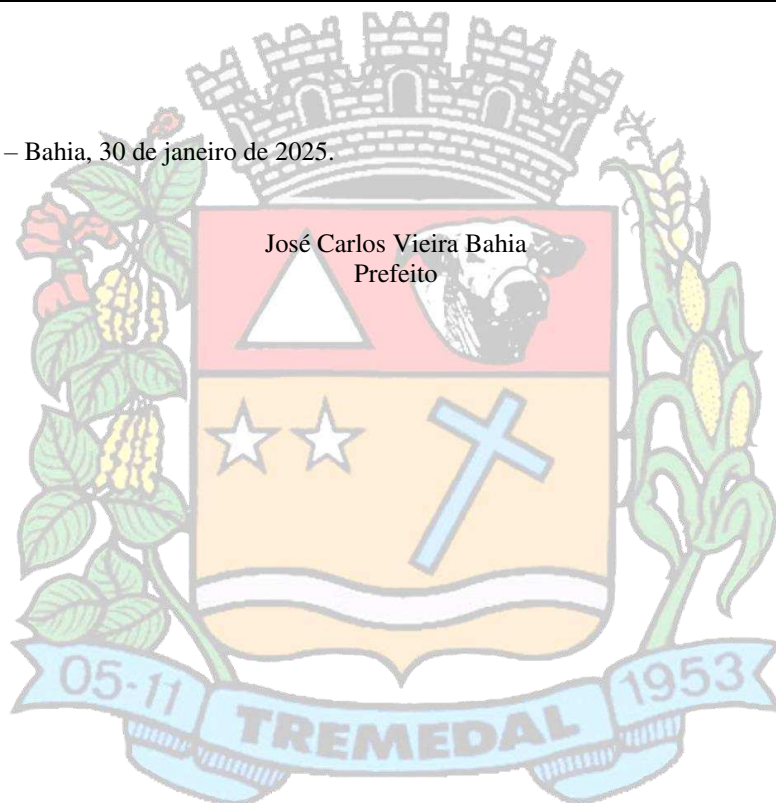 – Bahia, 30 de janeiro de 2025.
José Carlos Vieira Bahia
Prefeito
05-11
TREMEDAL
1953